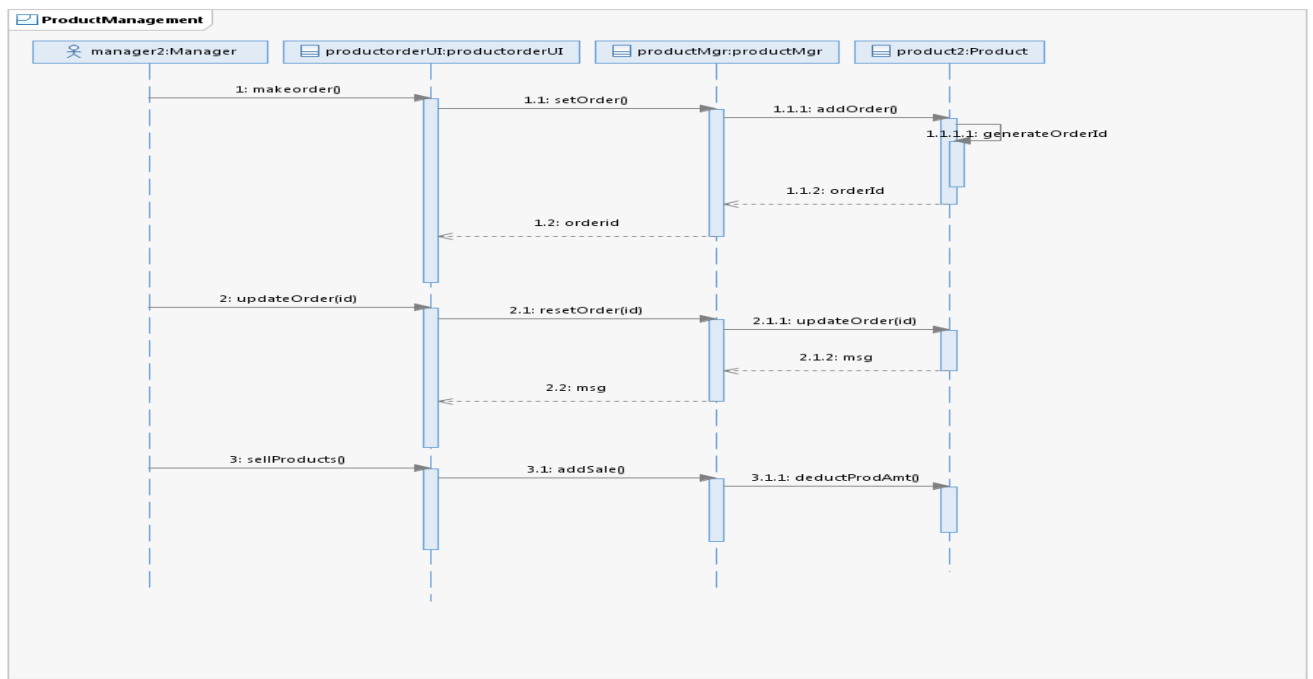 ProductManagement
manager2:Manager
productorderUI:productorderUI
productMgr:productMgr
product2:Product
1: makeorder()
1.1: setOrder()
1.1.1: addOrder()
1.1.1.1: generateOrderId
1.1.2: orderId
1.2: orderid
2: updateOrder(id)
2.1: resetOrder(id)
2.1.1: updateOrder(id)
2.1.2: msg
2.2: msg
3: sellProducts()
3.1: addSale()
3.1.1: deductProdAmt()